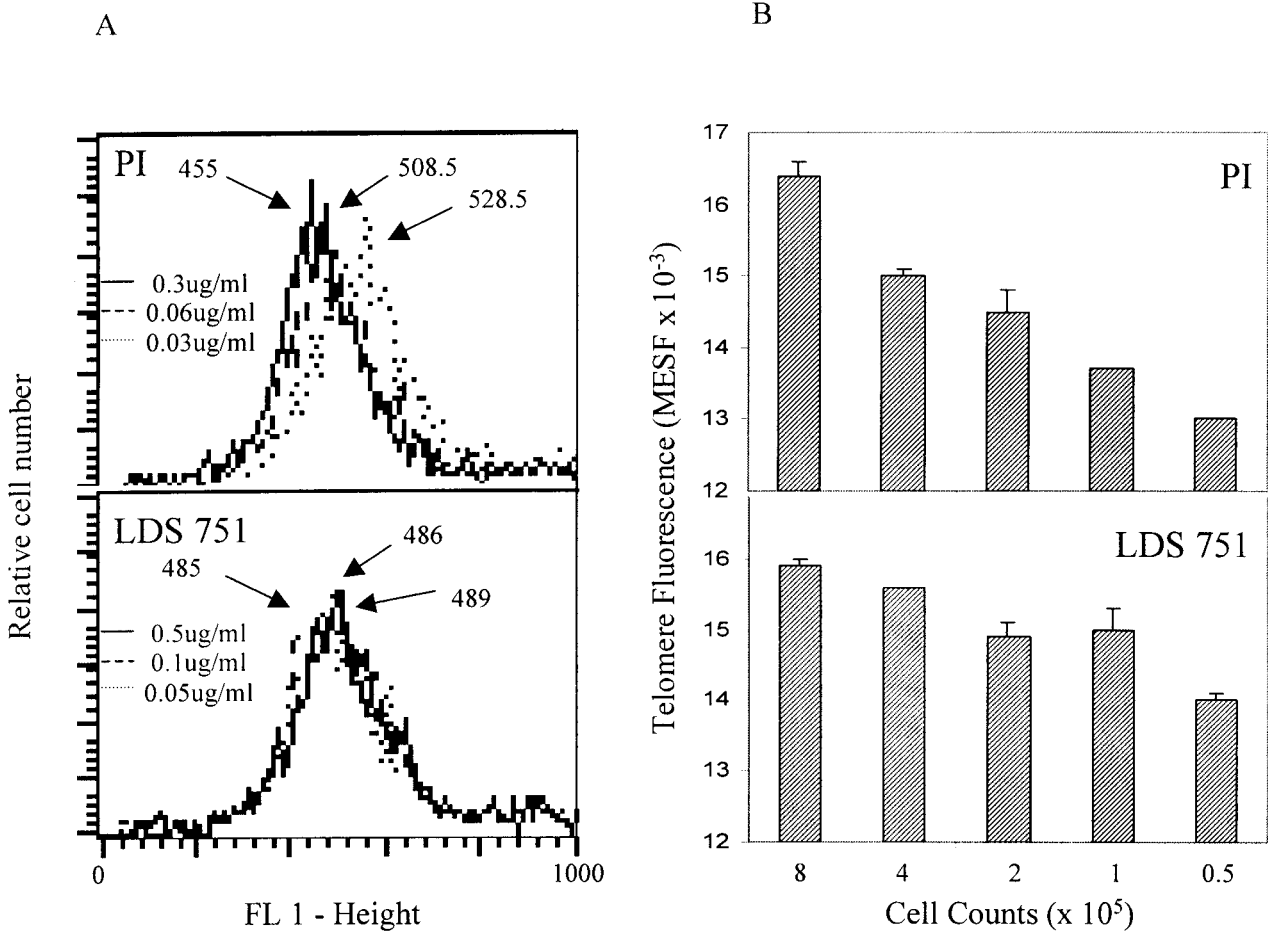 A
PI
455
508.5
528.5
0.3ug/ml
0.06ug/ml
0.03ug/ml
LDS 751
485
486
489
0.5ug/ml
0.1ug/ml
0.05ug/ml
Relative cell number
0
1000
FL 1 - Height
B
PI
17
16
15
14
13
12
LDS 751
16
15
14
13
12
Telomere Fluorescence (MESF x 10⁻³)
8
4
2
1
0.5
Cell Counts (x 10⁵)